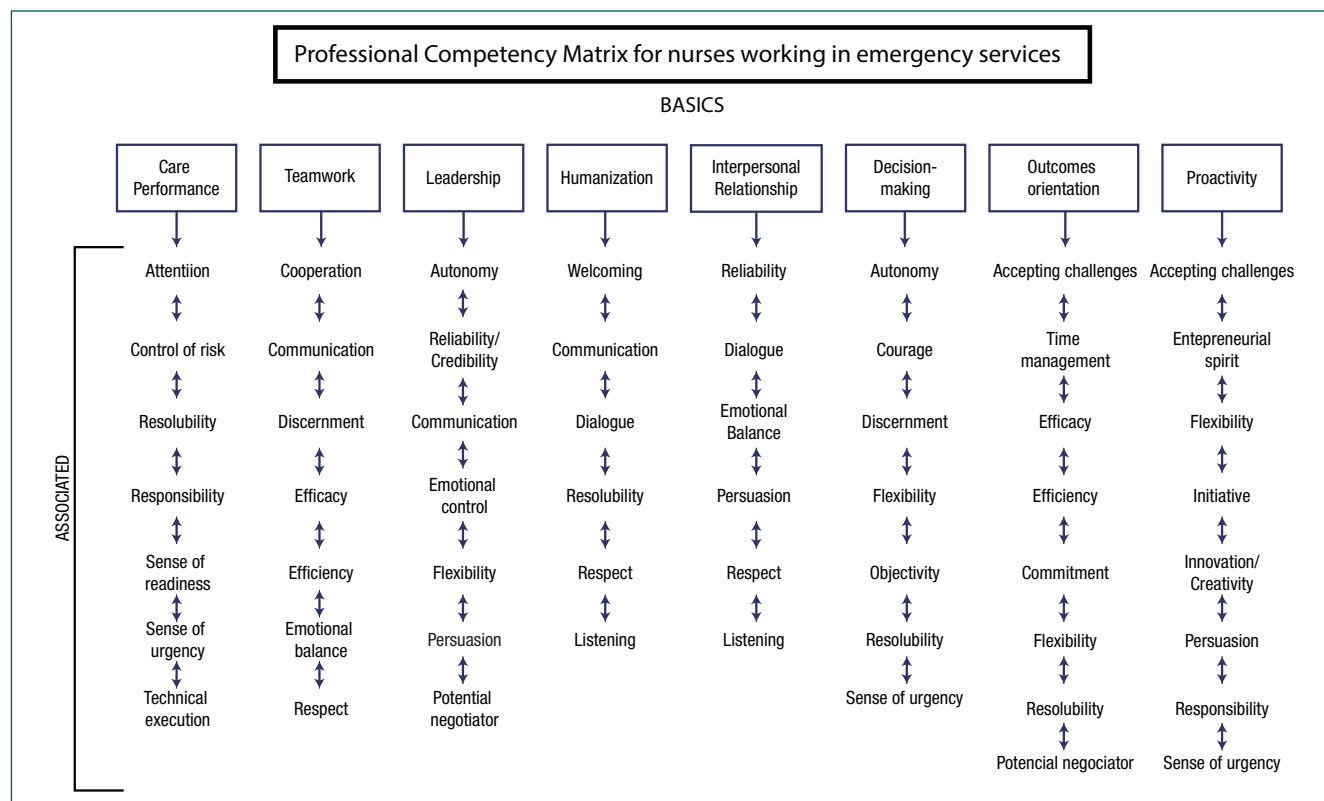 Professional Competency Matrix for nurses working in emergency services
BASICS
Care
Performance
Teamwork
Leadership
Humanization
Interpersonal
Relationship
Decision-
making
Outcomes
orientation
Proactivity
ASSOCIATED
Attentiion
Control of risk
Resolubility
Responsibility
Sense of
readiness
Sense of
urgency
Technical
execution
Cooperation
Communication
Discernment
Efficacy
Efficiency
Emotional
balance
Respect
Autonomy
Reliability/
Credibility
Communication
Emotional
control
Flexibility
Persuasion
Potential
negotiator
Welcoming
Communication
Dialogue
Resolubility
Respect
Listening
Reliability
Dialogue
Emotional
Balance
Persuasion
Respect
Listening
Autonomy
Courage
Discernment
Flexibility
Objectivity
Resolubility
Sense of urgency
Accepting challenges
Time
management
Efficacy
Efficiency
Commitment
Flexibility
Resolubility
Potencial negociator
Accepting challenges
Entepreneurial
spirit
Flexibility
Initiative
Innovation/
Creativity
Persuasion
Responsibility
Sense of urgency